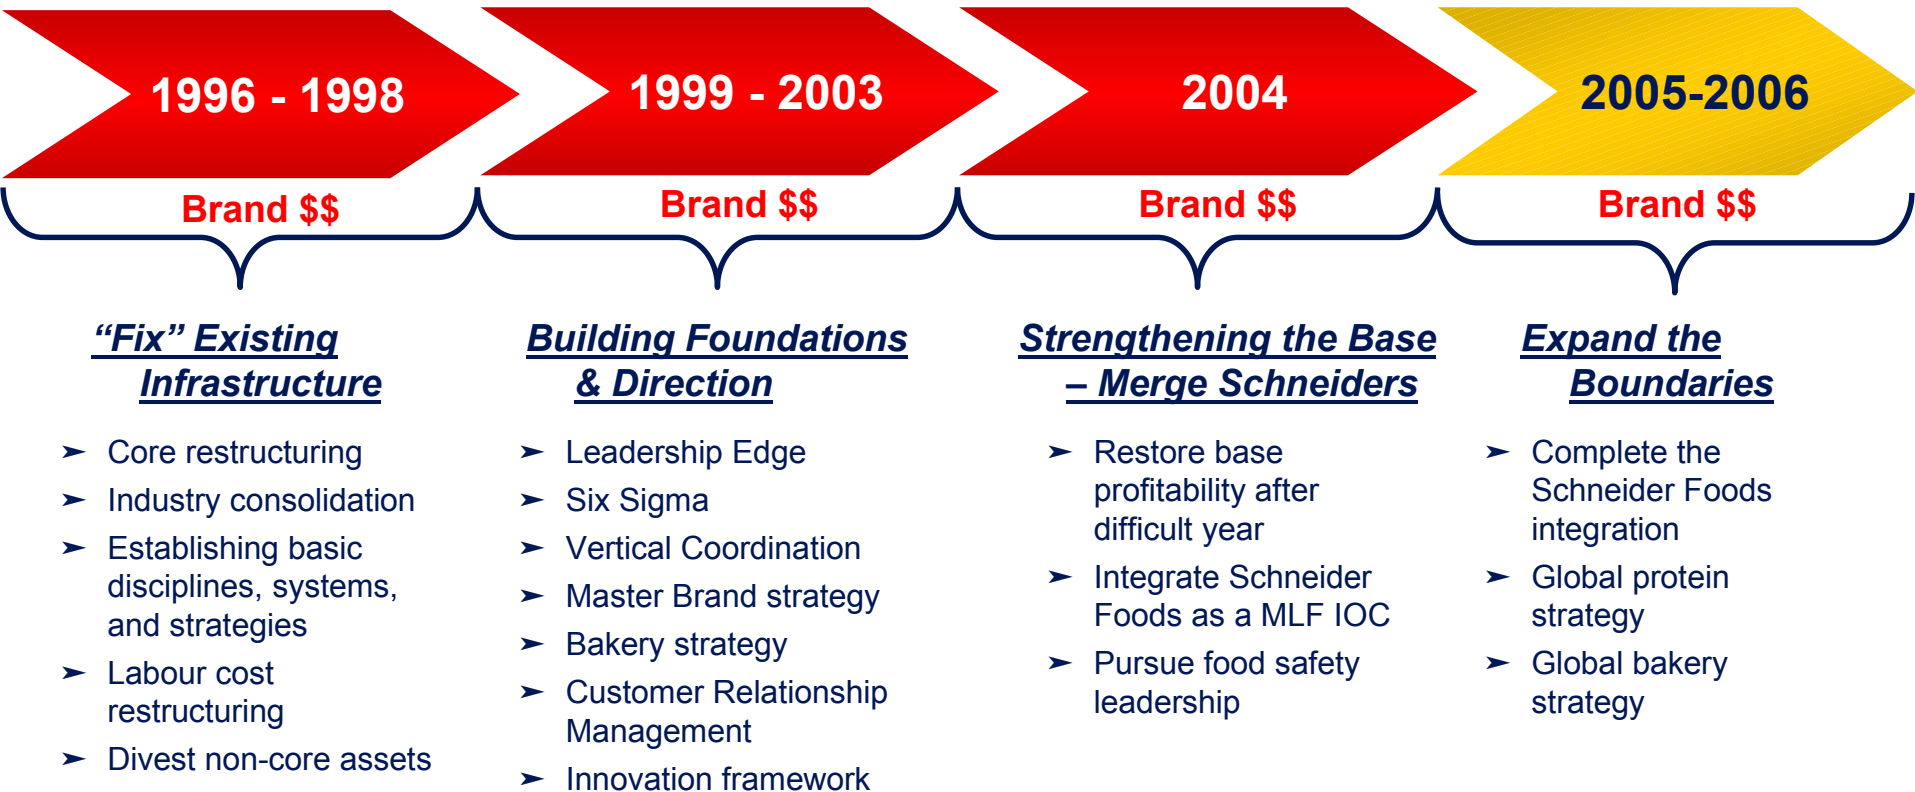 1996 - 1998
1999 - 2003
2004
2005-2006
Brand $$
Brand $$
Brand $$
Brand $$
“Fix” Existing
Infrastructure
➢ Core restructuring
➢ Industry consolidation
➢ Establishing basic
disciplines, systems,
and strategies
➢ Labour cost
restructuring
➢ Divest non-core assets
Building Foundations
& Direction
➢ Leadership Edge
➢ Six Sigma
➢ Vertical Coordination
➢ Master Brand strategy
➢ Bakery strategy
➢ Customer Relationship
Management
➢ Innovation framework
Strengthening the Base
– Merge Schneiders
➢ Restore base
profitability after
difficult year
➢ Integrate Schneider
Foods as a MLF IOC
➢ Pursue food safety
leadership
Expand the
Boundaries
➢ Complete the
Schneider Foods
integration
➢ Global protein
strategy
➢ Global bakery
strategy